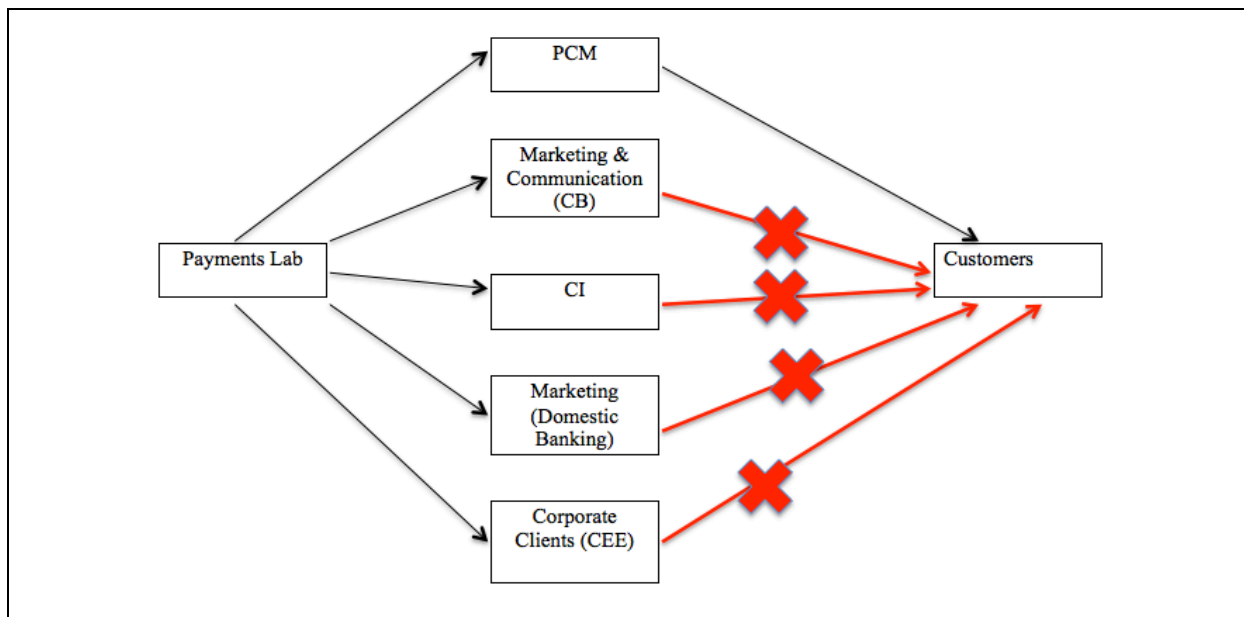 PCM
Marketing &
Communication
(CB)
Payments Lab
Customers
CI
Marketing
(Domestic
Banking)
Corporate
Clients (CEE)